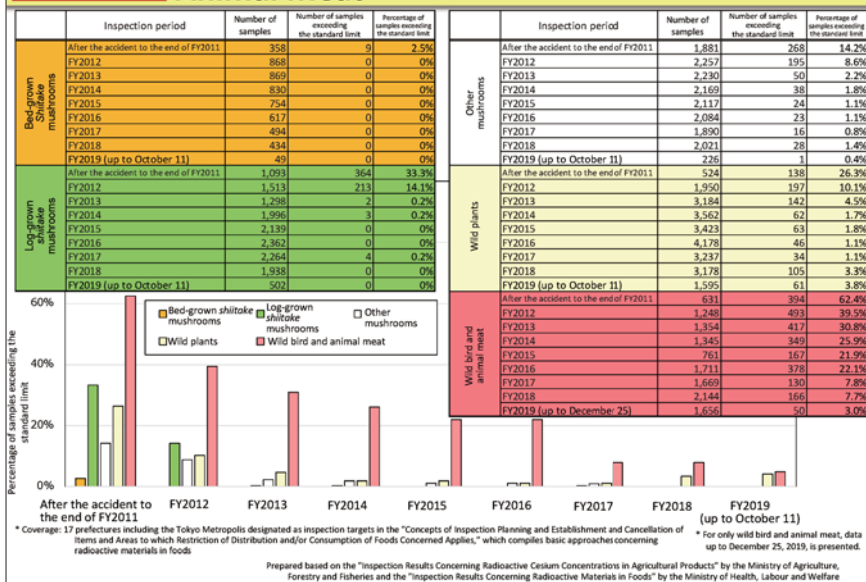 Inspection period Number of samples Number of samples exceeding the standard limit Percentage of samples exceeding the standard limit
Bed-grown Shiitake mushrooms
After the accident to the end of FY2011 358 9 2.5%
FY2012 868 0 0%
FY2013 869 0 0%
FY2014 830 0 0%
FY2015 754 0 0%
FY2016 617 0 0%
FY2017 494 0 0%
FY2018 434 0 0%
FY2019 (up to October 11) 49 0 0%
Log-grown shiitake mushrooms
After the accident to the end of FY2011 1,093 364 33.3%
FY2012 1,513 213 14.1%
FY2013 1,298 2 0.2%
FY2014 1,996 3 0.2%
FY2015 2,139 0 0%
FY2016 2,362 0 0%
FY2017 2,264 4 0.2%
FY2018 1,938 0 0%
FY2019 (up to October 11) 502 0 0%
Inspection period Number of samples Number of samples exceeding the standard limit Percentage of samples exceeding the standard limit
Other mushrooms
After the accident to the end of FY2011 1,881 268 14.2%
FY2012 2,257 195 8.6%
FY2013 2,230 50 2.2%
FY2014 2,169 38 1.8%
FY2015 2,117 24 1.1%
FY2016 2,084 23 1.1%
FY2017 1,890 16 0.8%
FY2018 2,021 28 1.4%
FY2019 (up to October 11) 226 1 0.4%
Wild plants
After the accident to the end of FY2011 524 138 26.3%
FY2012 1,950 197 10.1%
FY2013 3,184 142 4.5%
FY2014 3,562 62 1.7%
FY2015 3,423 63 1.8%
FY2016 4,178 46 1.1%
FY2017 3,237 34 1.1%
FY2018 3,178 105 3.3%
FY2019 (up to October 11) 1,595 61 3.8%
Wild bird and animal meat
After the accident to the end of FY2011 631 394 62.4%
FY2012 1,248 493 39.5%
FY2013 1,354 417 30.8%
FY2014 1,345 349 25.9%
FY2015 761 167 21.9%
FY2016 1,711 378 22.1%
FY2017 1,669 130 7.8%
FY2018 2,144 166 7.7%
FY2019 (up to December 25) 1,656 50 3.0%
Percentage of samples exceeding the standard limit
60%
40%
20%
0%
Bed-grown shiitake mushrooms
Log-grown shiitake mushrooms
Other mushrooms
Wild plants
Wild bird and animal meat
After the accident to the end of FY2011
FY2012
FY2013
FY2014
FY2015
FY2016
FY2017
FY2018
FY2019
(up to October 11)
* Coverage: 17 prefectures including the Tokyo Metropolis designated as inspection targets in the "Concepts of Inspection Planning and Establishment and Cancellation of
Items and Areas to which Restriction of Distribution and/or Consumption of Foods Concerned Applies," which compiles basic approaches concerning
radioactive materials in foods
* For only wild bird and animal meat, data
up to December 25, 2019, is presented.
Prepared based on the "Inspection Results Concerning Radioactive Cesium Concentrations in Agricultural Products" by the Ministry of Agriculture,
Forestry and Fisheries and the "Inspection Results Concerning Radioactive Materials in Foods" by the Ministry of Health, Labour and Welfare